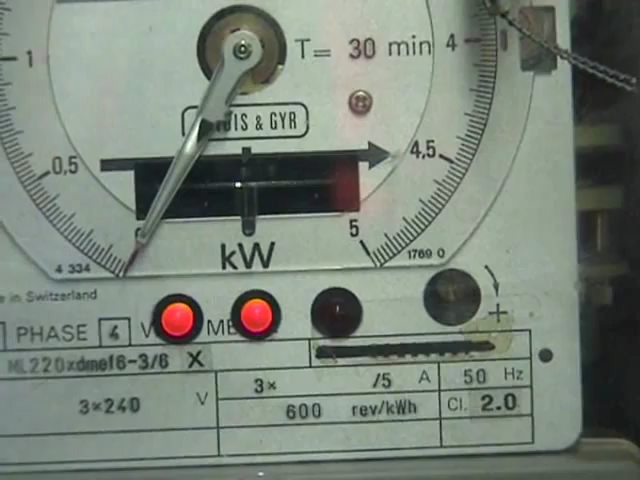 T= 30 min
1
4
IS & GYR
0,5
4,5
5
kW
4 334
1769 0
e in Switzerland
PHASE 4 V ME
ML220xdmef6-3/6 X
3×240 V
3× /5 A
50 Hz
600 rev/kWh
Cl. 2.0